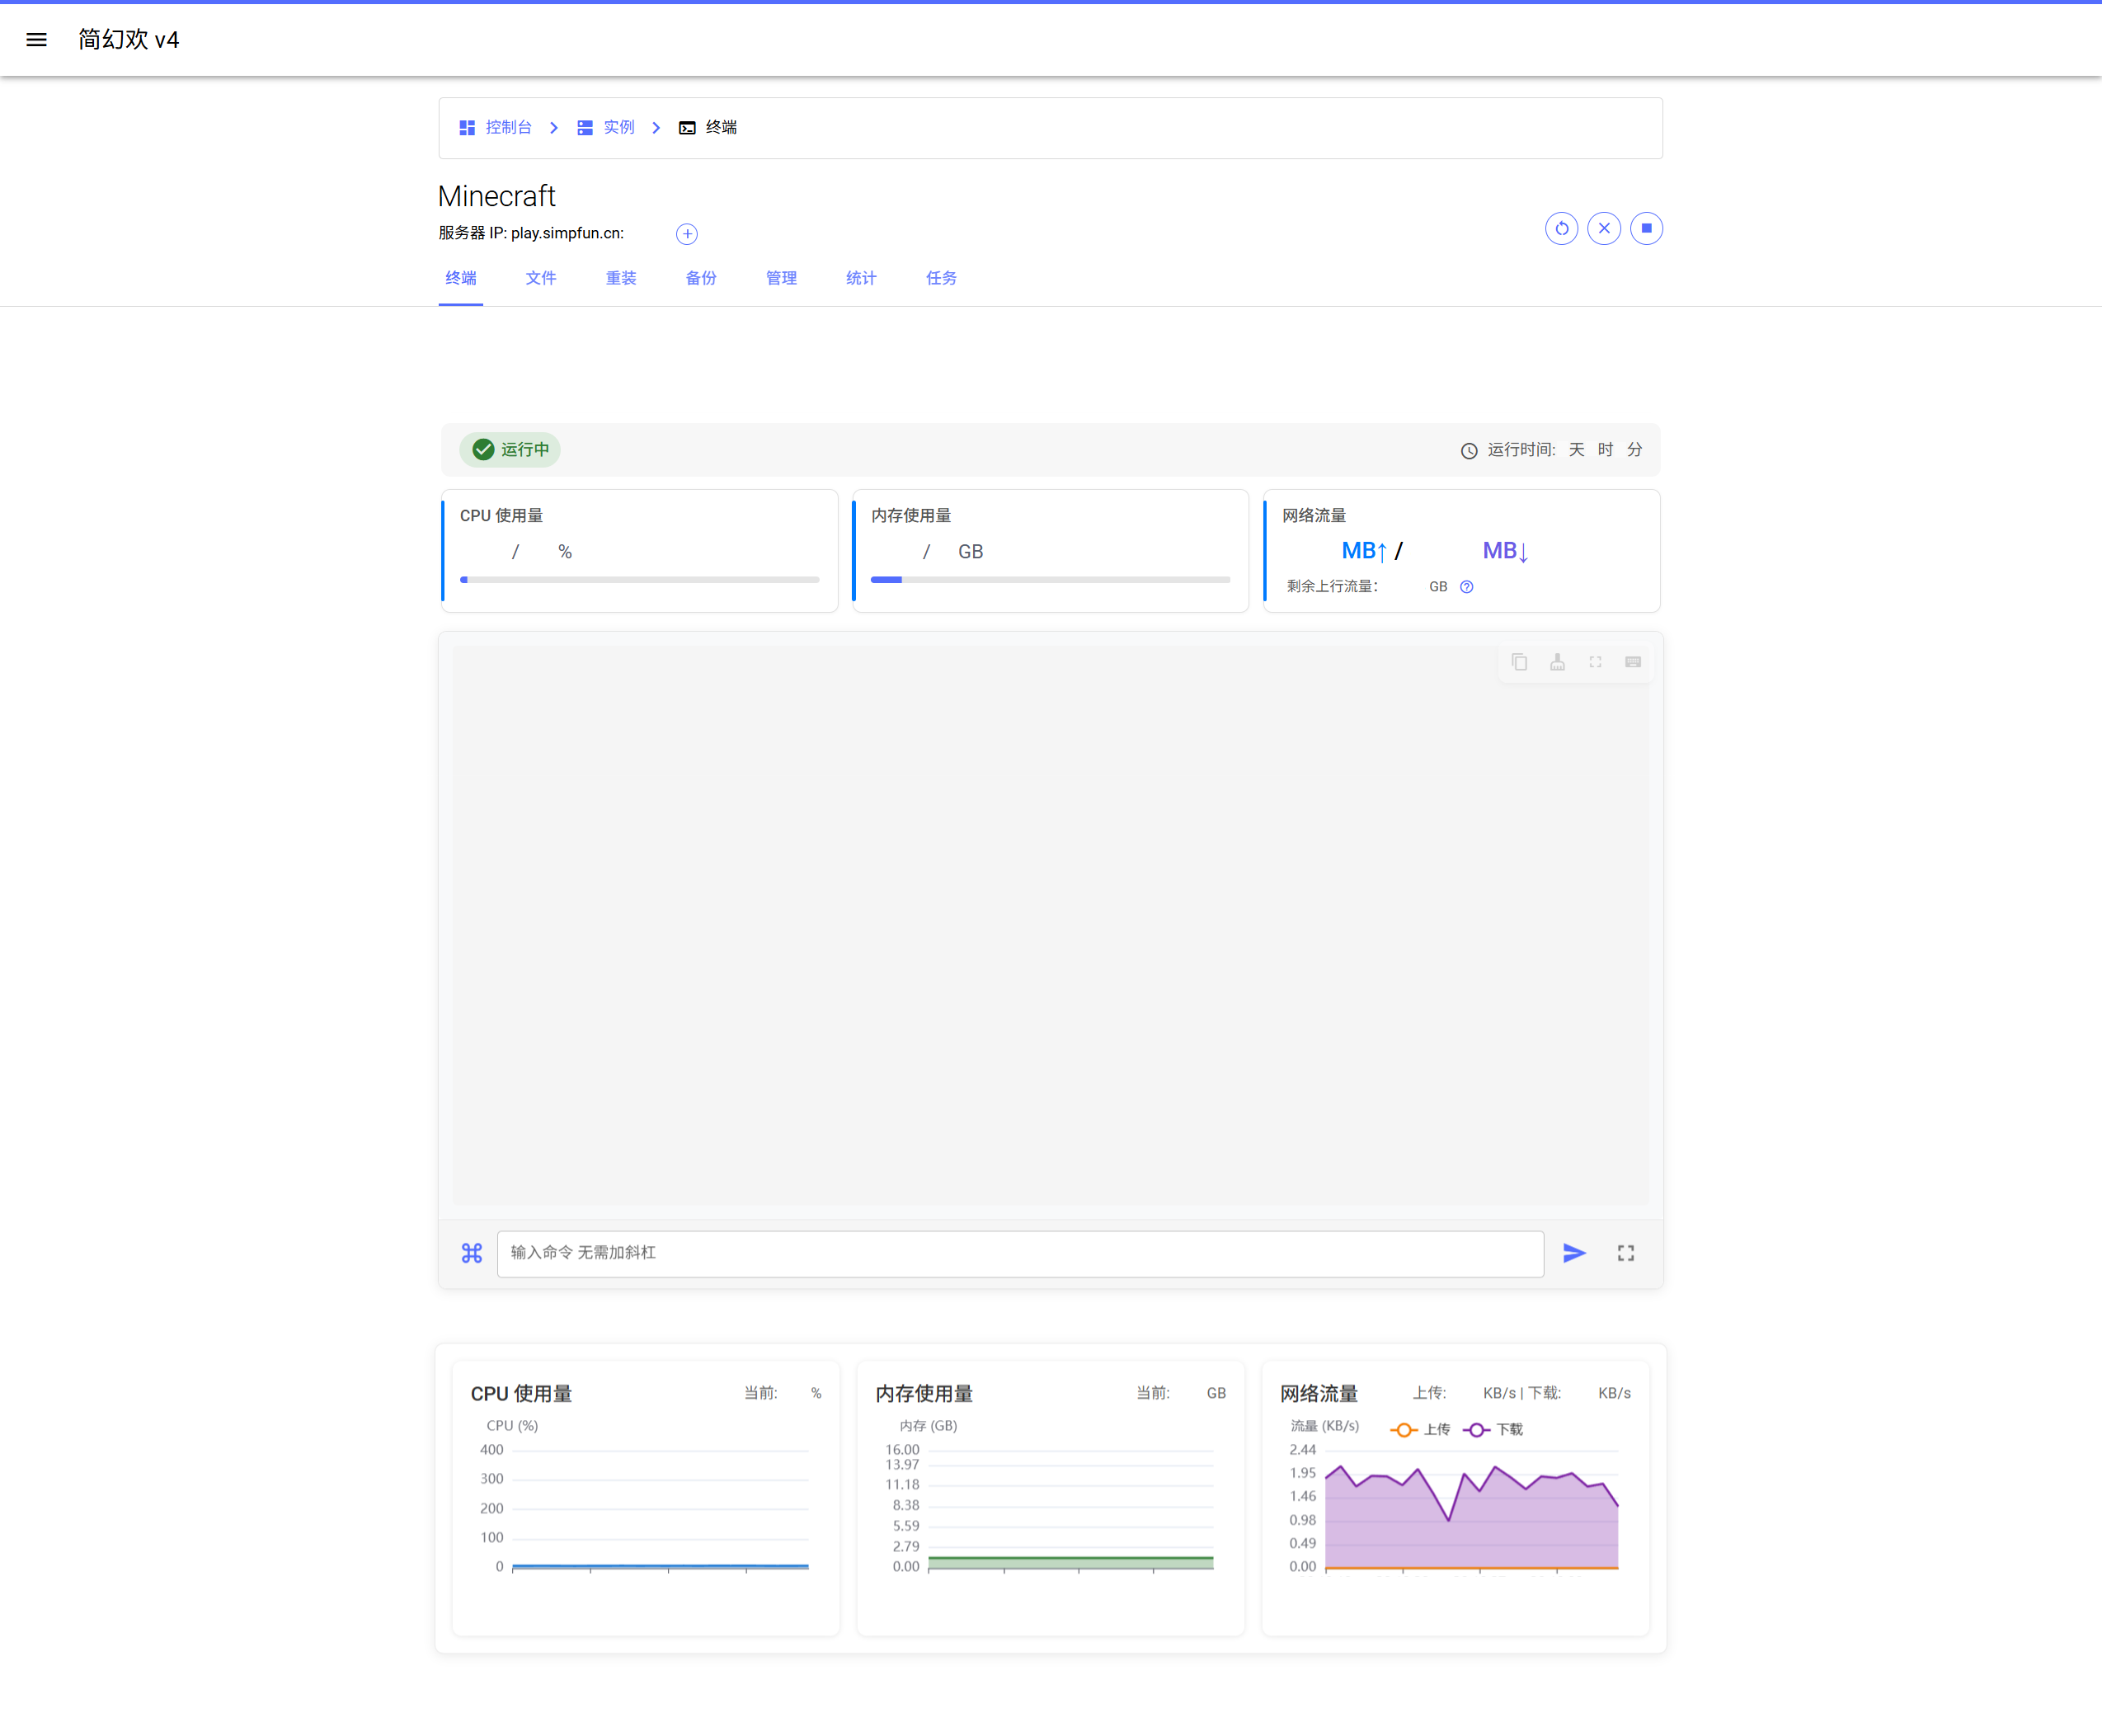 简幻欢 v4
控制台 实例 终端
Minecraft
服务器 IP: play.simpfun.cn:
终端 文件 重装 备份 管理 统计 任务
运行中
运行时间: 天 时 分
CPU 使用量
/ %
内存使用量
/ GB
网络流量
MB↑ / MB↓
剩余上行流量: GB
输入命令 无需加斜杠
CPU 使用量 当前: %
CPU (%)
400
300
200
100
0
内存使用量 当前: GB
内存 (GB)
16.00
13.97
11.18
8.38
5.59
2.79
0.00
网络流量 上传: KB/s | 下载: KB/s
流量 (KB/s) 上传 下载
2.44
1.95
1.46
0.98
0.49
0.00